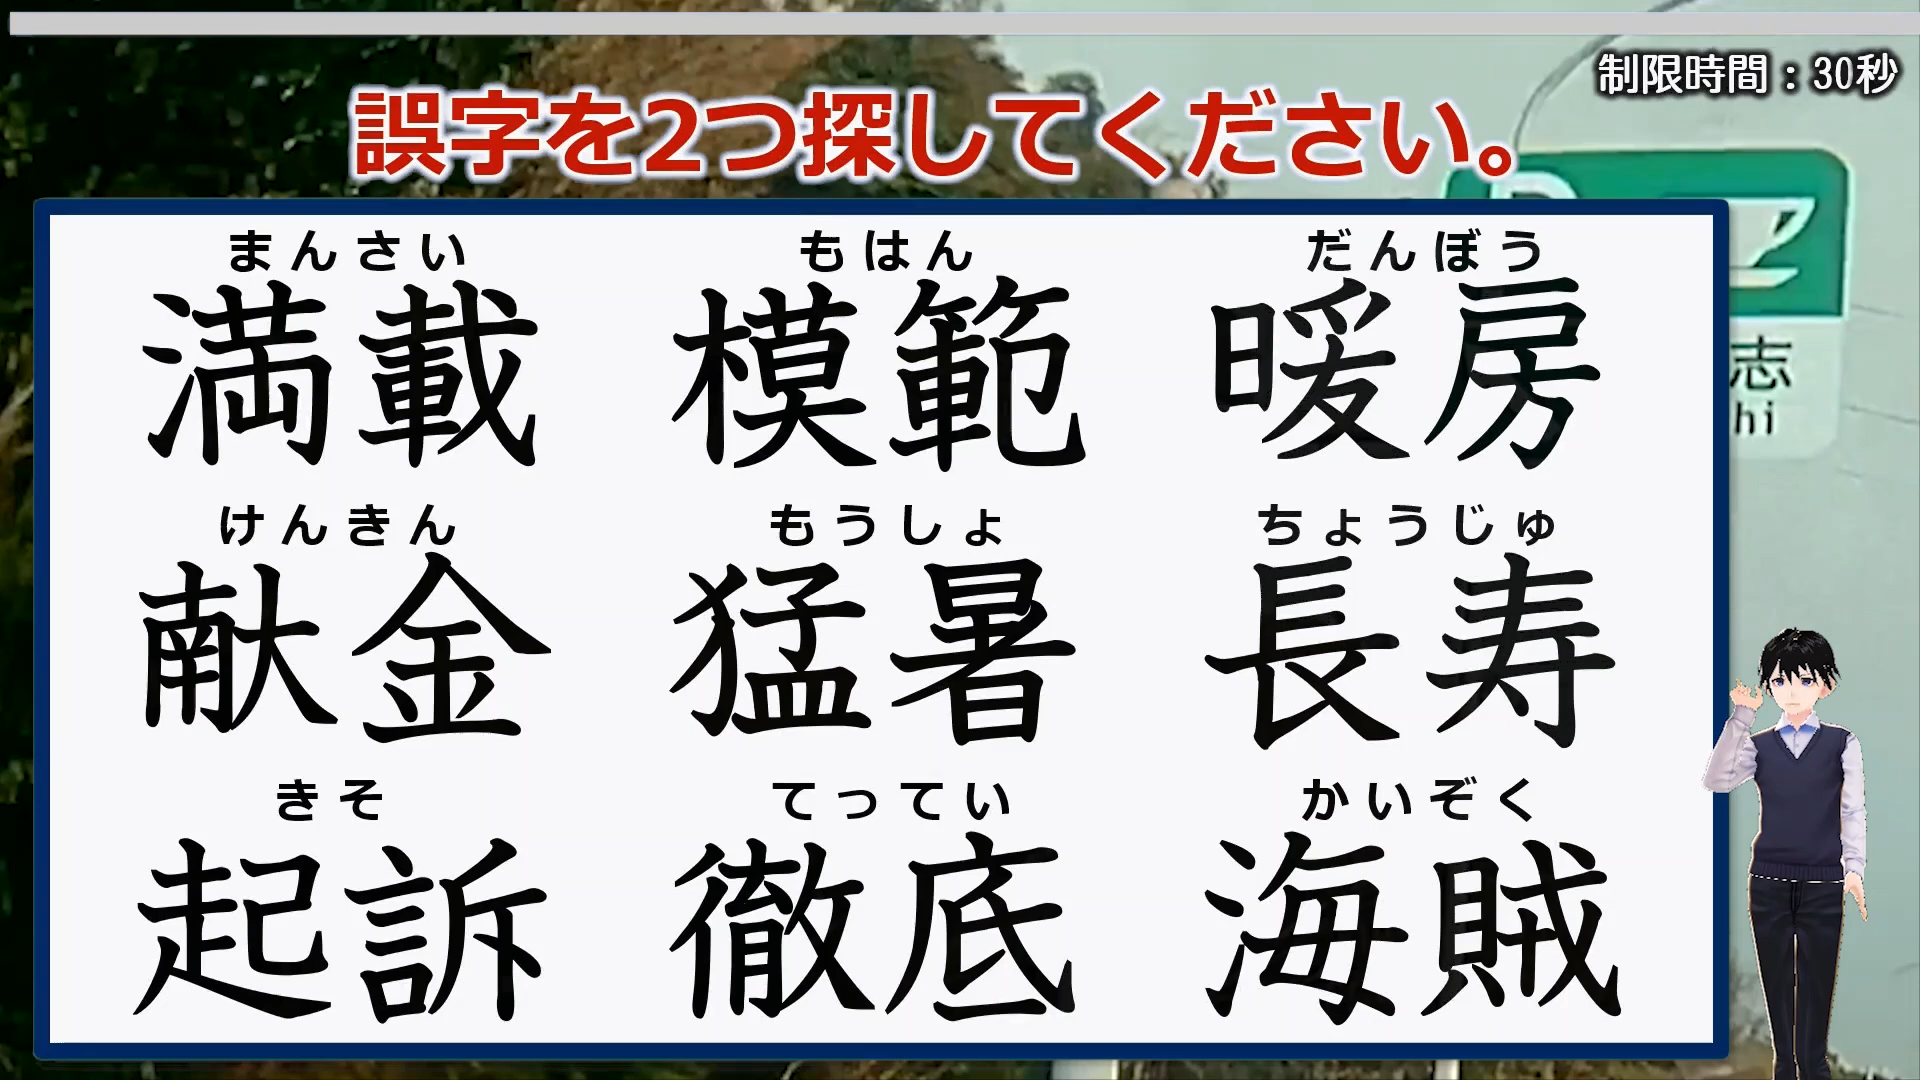 制限時間：30秒
誤字を2つ探してください。
まんさい もはん だんぼう
満載 模範 暖房
けんきん もうしょ ちょうじゅ
献金 猛暑 長寿
きそ てってい かいぞく
起訴 徹底 海賊
志
hi